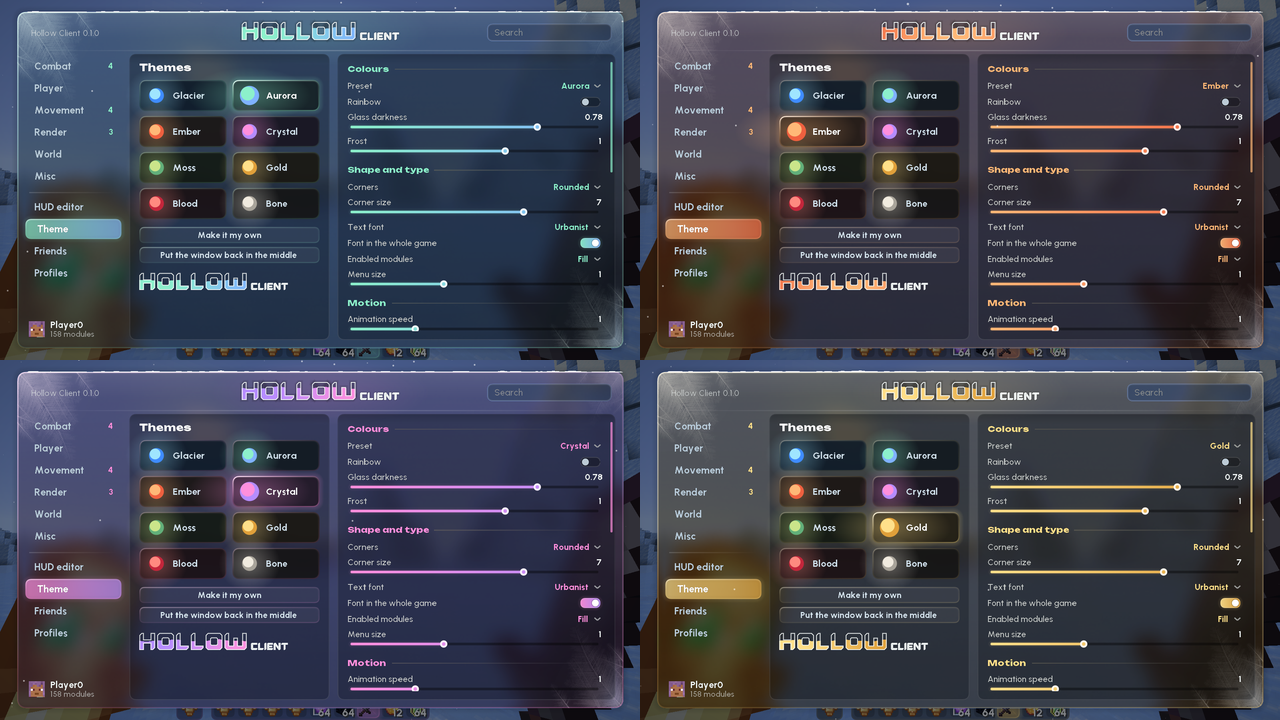 Hollow Client 0.1.0
HOLLOW CLIENT
Search
Combat 4
Player
Movement 4
Render 3
World
Misc
HUD editor
Theme
Friends
Profiles
Player0
158 modules
Themes
Glacier Aurora
Ember Crystal
Moss Gold
Blood Bone
Make it my own
Put the window back in the middle
HOLLOW CLIENT
Colours
Preset Aurora
Rainbow
Glass darkness 0.78
Frost 1
Shape and type
Corners Rounded
Corner size 7
Text font Urbanist
Font in the whole game
Enabled modules Fill
Menu size 1
Motion
Animation speed 1
64 64 12 64
Hollow Client 0.1.0
HOLLOW CLIENT
Search
Combat 4
Player
Movement 4
Render 3
World
Misc
HUD editor
Theme
Friends
Profiles
Player0
158 modules
Themes
Glacier Aurora
Ember Crystal
Moss Gold
Blood Bone
Make it my own
Put the window back in the middle
HOLLOW CLIENT
Colours
Preset Ember
Rainbow
Glass darkness 0.78
Frost 1
Shape and type
Corners Rounded
Corner size 7
Text font Urbanist
Font in the whole game
Enabled modules Fill
Menu size 1
Motion
Animation speed 1
64 64 12 64
Hollow Client 0.1.0
HOLLOW CLIENT
Search
Combat 4
Player
Movement 4
Render 3
World
Misc
HUD editor
Theme
Friends
Profiles
Player0
158 modules
Themes
Glacier Aurora
Ember Crystal
Moss Gold
Blood Bone
Make it my own
Put the window back in the middle
HOLLOW CLIENT
Colours
Preset Crystal
Rainbow
Glass darkness 0.78
Frost 1
Shape and type
Corners Rounded
Corner size 7
Text font Urbanist
Font in the whole game
Enabled modules Fill
Menu size 1
Motion
Animation speed 1
64 64 12 64
Hollow Client 0.1.0
HOLLOW CLIENT
Search
Combat 4
Player
Movement 4
Render 3
World
Misc
HUD editor
Theme
Friends
Profiles
Player0
158 modules
Themes
Glacier Aurora
Ember Crystal
Moss Gold
Blood Bone
Make it my own
Put the window back in the middle
HOLLOW CLIENT
Colours
Preset Gold
Rainbow
Glass darkness 0.78
Frost 1
Shape and type
Corners Rounded
Corner size 7
Text font Urbanist
Font in the whole game
Enabled modules Fill
Menu size 1
Motion
Animation speed 1
64 64 12 64